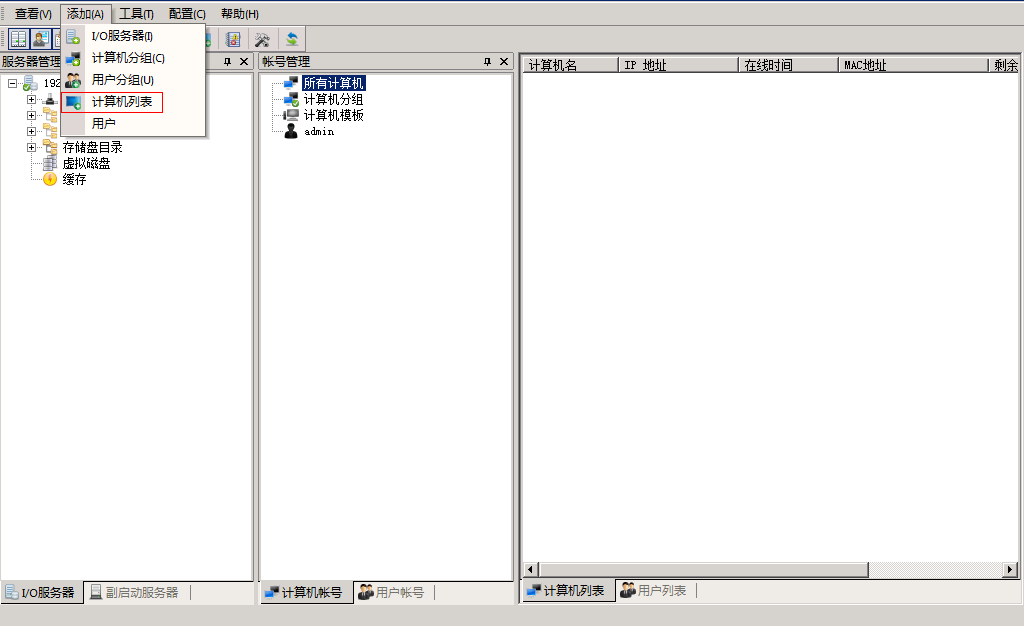 查看(V) 添加(A) 工具(T) 配置(C) 帮助(H)
I/O服务器(I)
计算机分组(C)
用户分组(U)
计算机列表
用户
服务器管理
192
存储盘目录
虚拟磁盘
缓存
I/O服务器 副启动服务器
帐号管理
所有计算机
计算机分组
计算机模板
admin
计算机帐号 用户帐号
计算机名 IP 地址 在线时间 MAC地址 剩余
计算机列表 用户列表